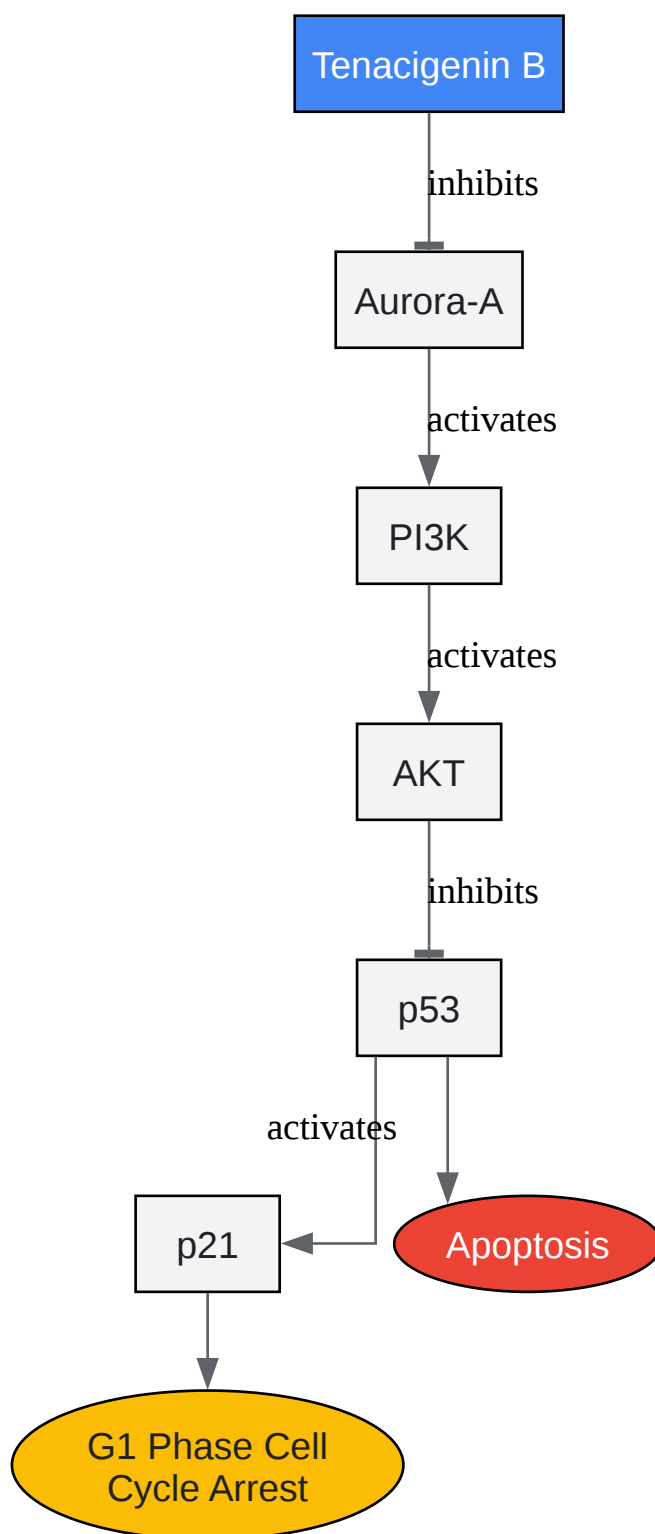 Tenacigenin B
inhibits
Aurora-A
activates
PI3K
activates
AKT
inhibits
p53
activates
p21
Apoptosis
G1 Phase Cell
Cycle Arrest